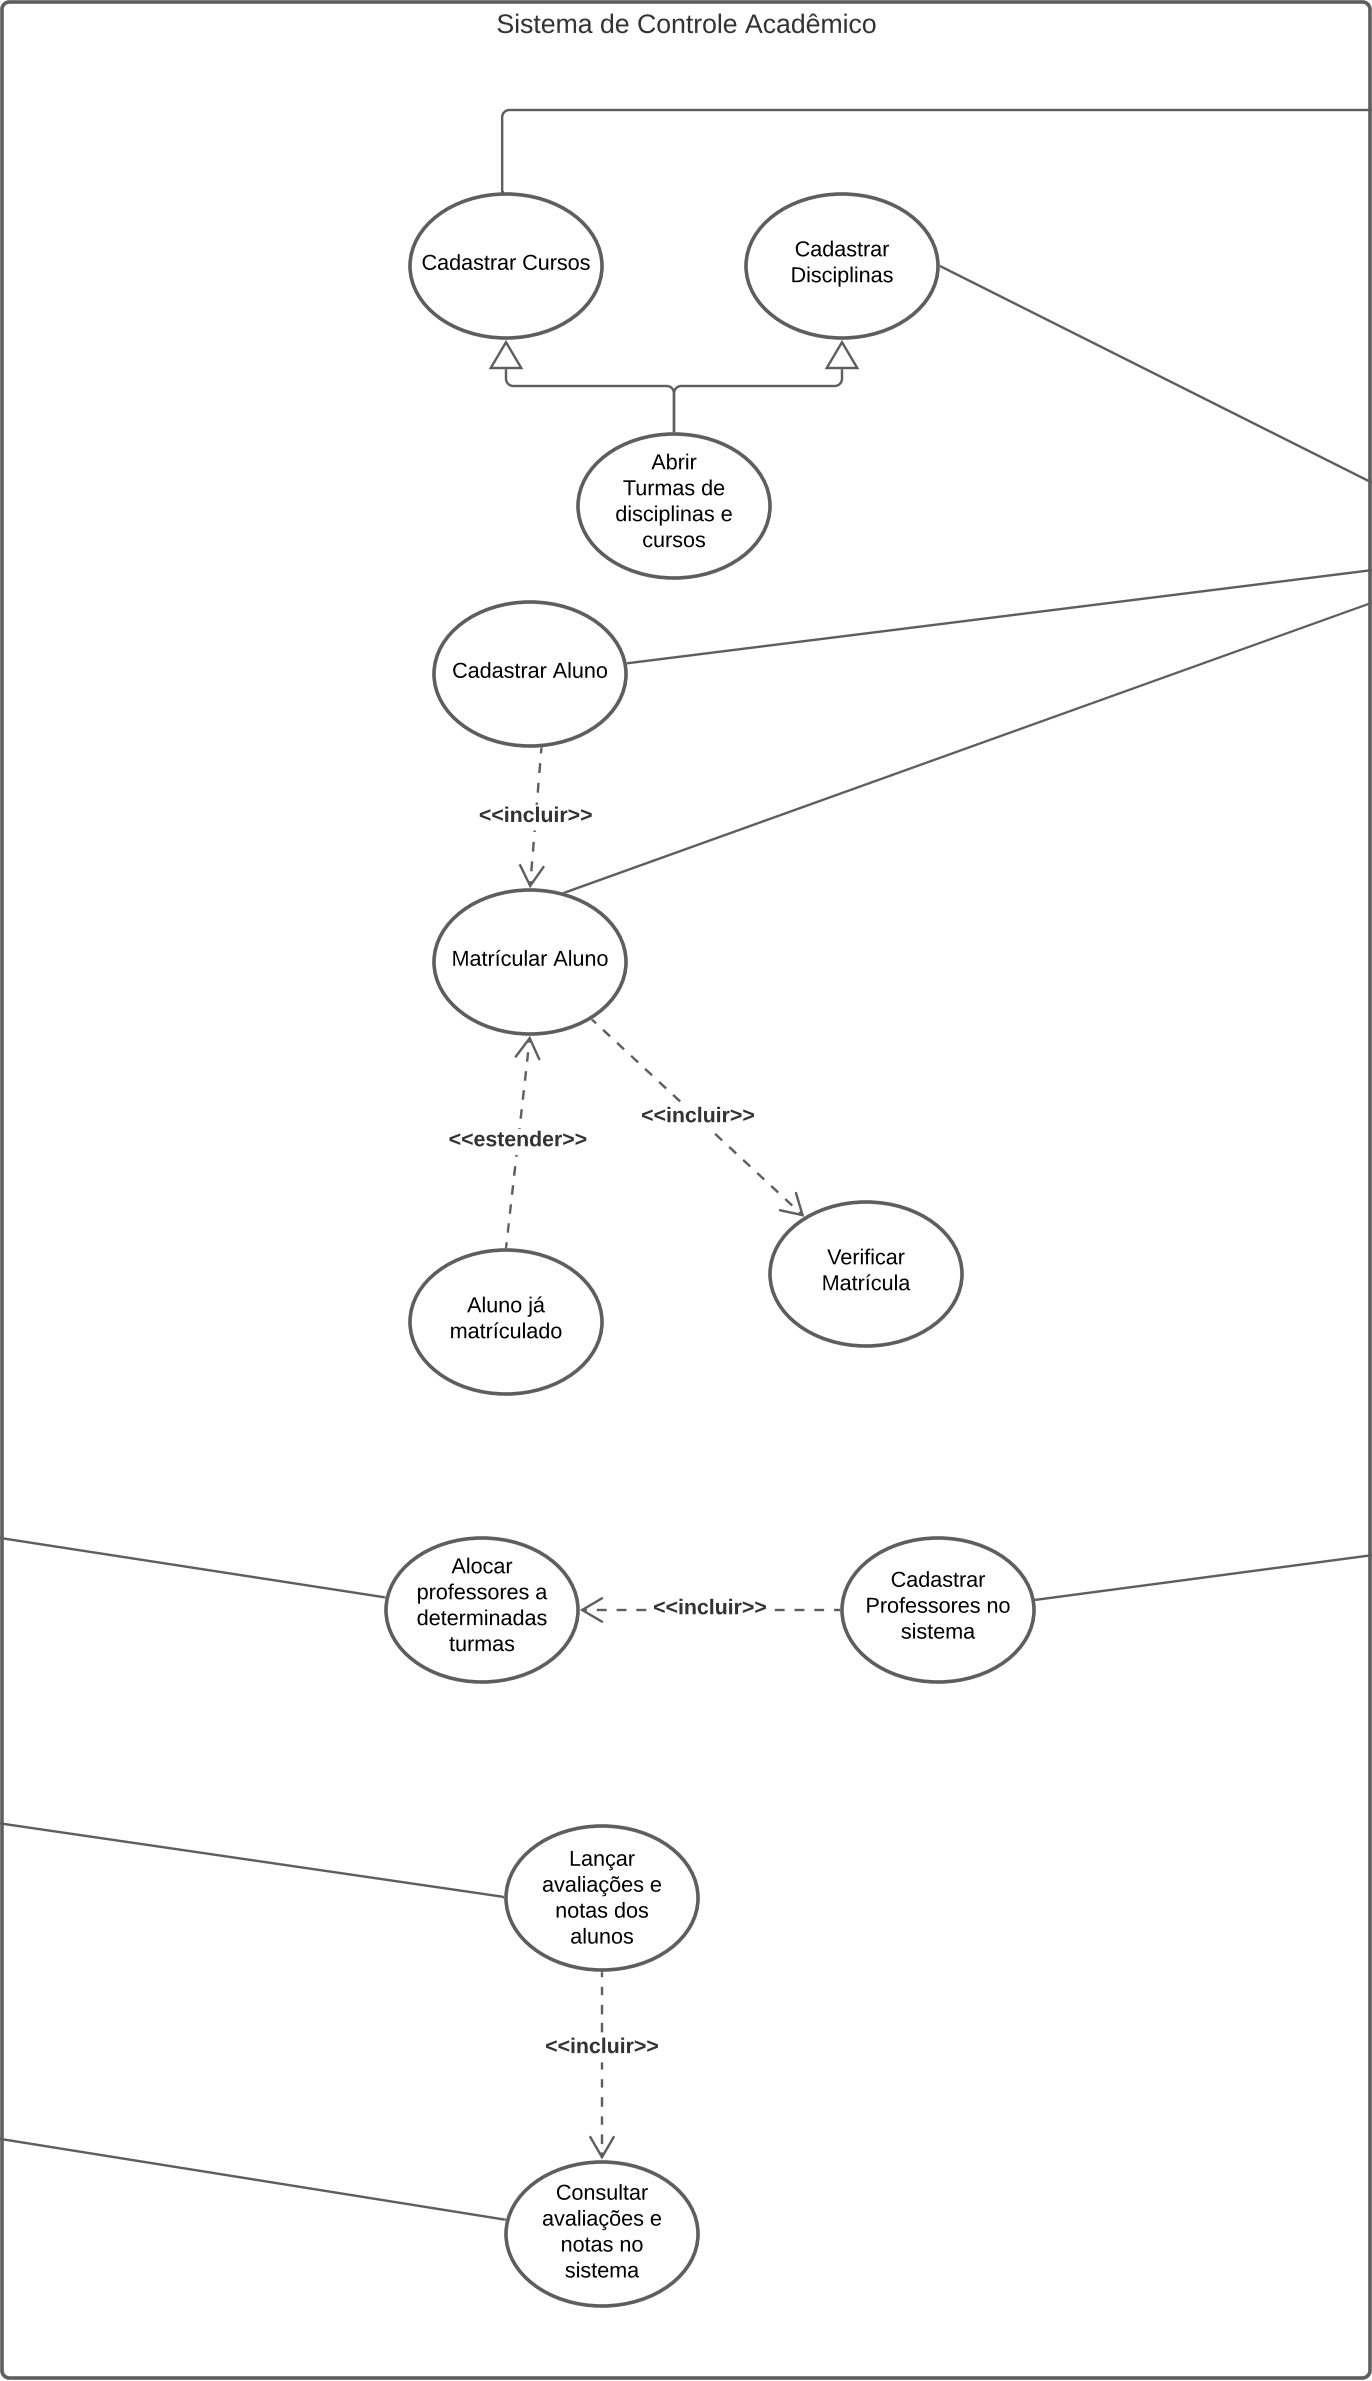 Sistema de Controle Acadêmico
Cadastrar Cursos
Cadastrar
Disciplinas
Abrir
Turmas de
disciplinas e
cursos
Cadastrar Aluno
<<incluir>>
Matrícular Aluno
<<incluir>>
<<estender>>
Verificar
Matrícula
Aluno já
matrículado
Alocar
professores a
determinadas
turmas
<<incluir>>
Cadastrar
Professores no
sistema
Lançar
avaliações e
notas dos
alunos
<<incluir>>
Consultar
avaliações e
notas no
sistema